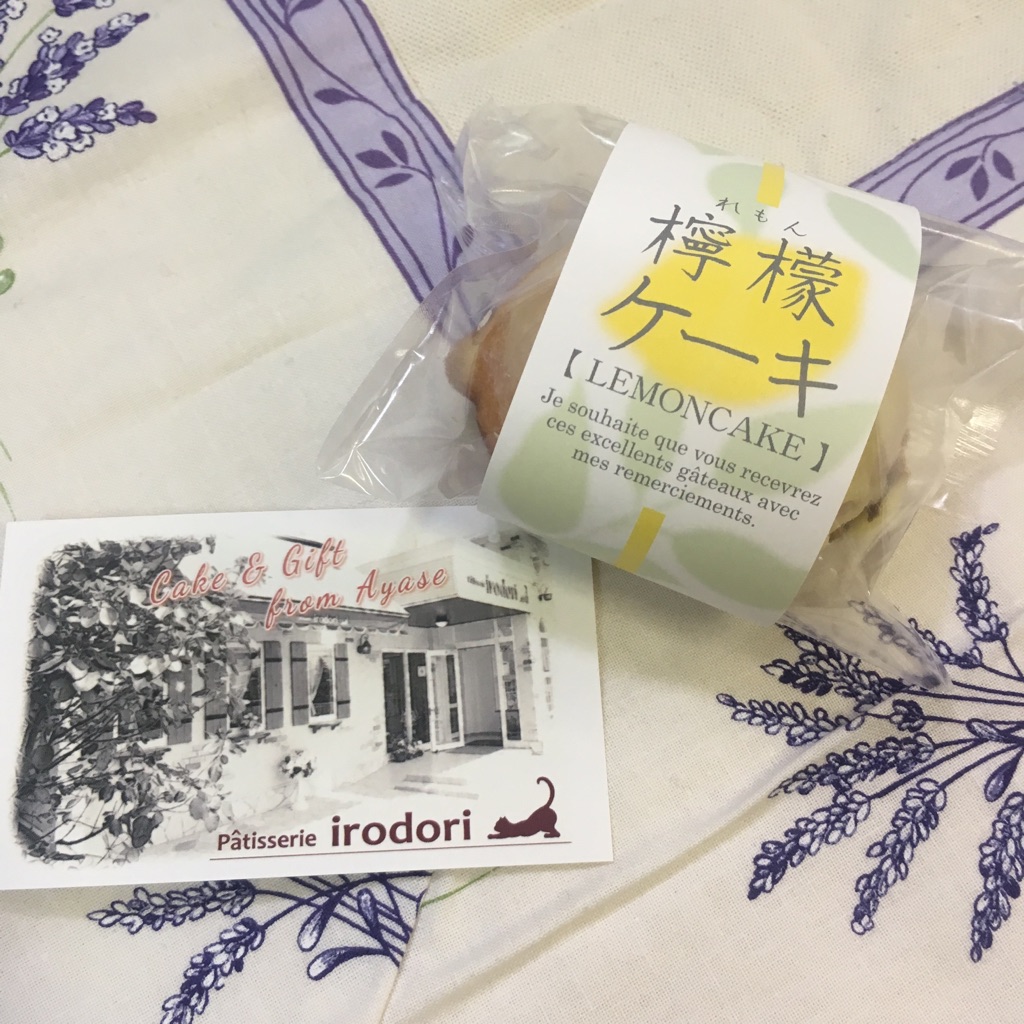 れもん
檸檬
ケーキ
【LEMONCAKE】
Je souhaite que vous recevrez
ces excellents gâteaux avec
mes remerciements.
Cake & Gift
from Ayase
irodori
Pâtisserie irodori